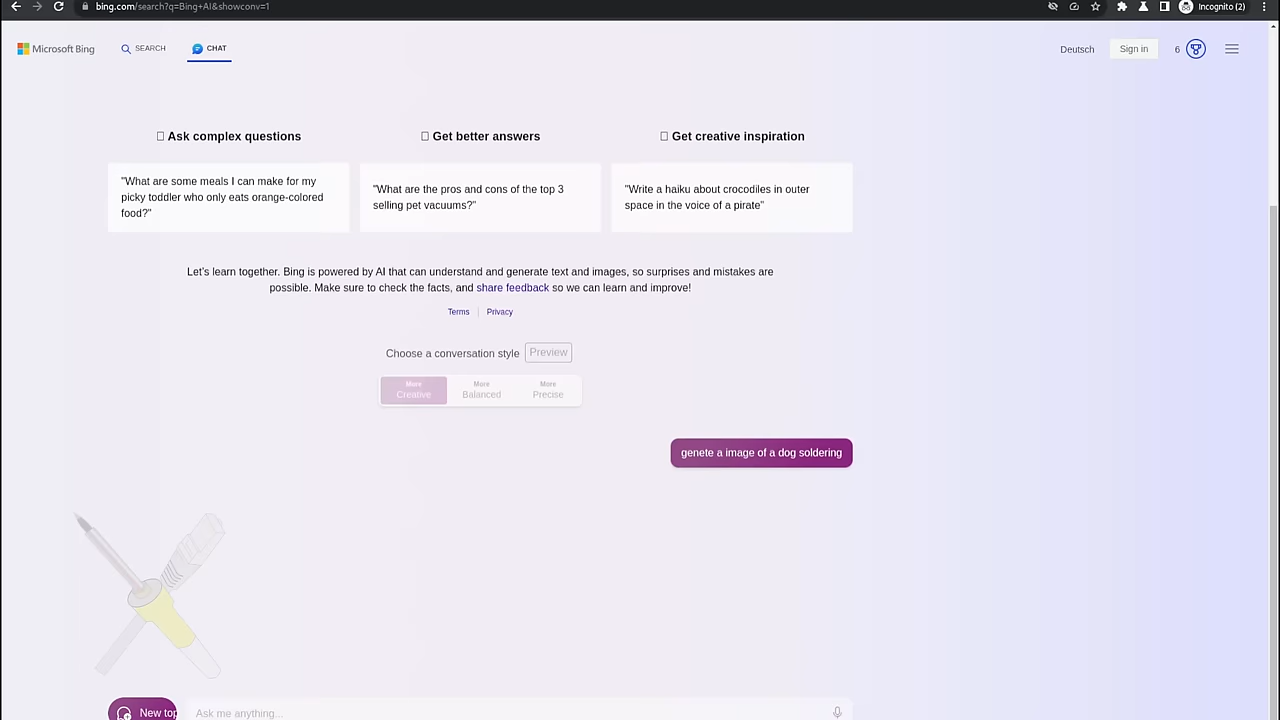 bing.com/search?q=Bing+AI&showconv=1
Incognito (2)
Microsoft Bing
SEARCH
CHAT
Deutsch
Sign in
6
Ask complex questions
Get better answers
Get creative inspiration
"What are some meals I can make for my
picky toddler who only eats orange-colored
food?"
"What are the pros and cons of the top 3
selling pet vacuums?"
"Write a haiku about crocodiles in outer
space in the voice of a pirate"
Let's learn together. Bing is powered by AI that can understand and generate text and images, so surprises and mistakes are
possible. Make sure to check the facts, and share feedback so we can learn and improve!
Terms
Privacy
Choose a conversation style Preview
More
Creative
More
Balanced
More
Precise
genete a image of a dog soldering
New top
Ask me anything...